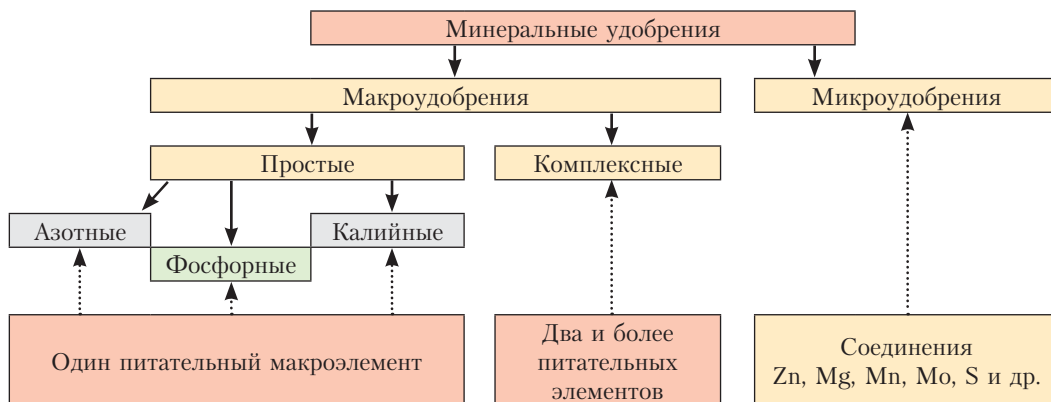 Минеральные удобрения
Макроудобрения
Микроудобрения
Простые
Комплексные
Азотные
Калийные
Фосфорные
Один питательный макроэлемент
Два и более
питательных
элементов
Соединения
Zn, Mg, Mn, Mo, S и др.